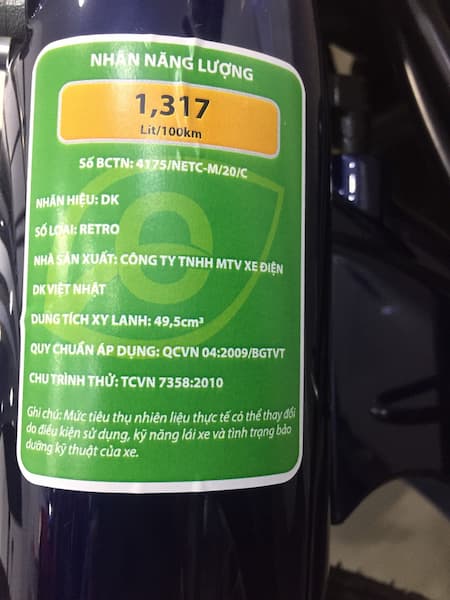 NHÃN NĂNG LƯỢNG
1,317
Lít/100km
Số BCTN: 4175/NETC-M/20/C
NHÃN HIỆU: DK
SỐ LOẠI: RETRO
NHÀ SẢN XUẤT: CÔNG TY TNHH MTV XE ĐIỆN
DK VIỆT NHẬT
DUNG TÍCH XY LANH: 49,5cm³
QUY CHUẨN ÁP DỤNG: QCVN 04:2009/BGTVT
CHU TRÌNH THỬ: TCVN 7358:2010
Ghi chú: Mức tiêu thụ nhiên liệu thực tế có thể thay đổi
do điều kiện sử dụng, kỹ năng lái xe và tình trạng bảo
dưỡng kỹ thuật của xe.